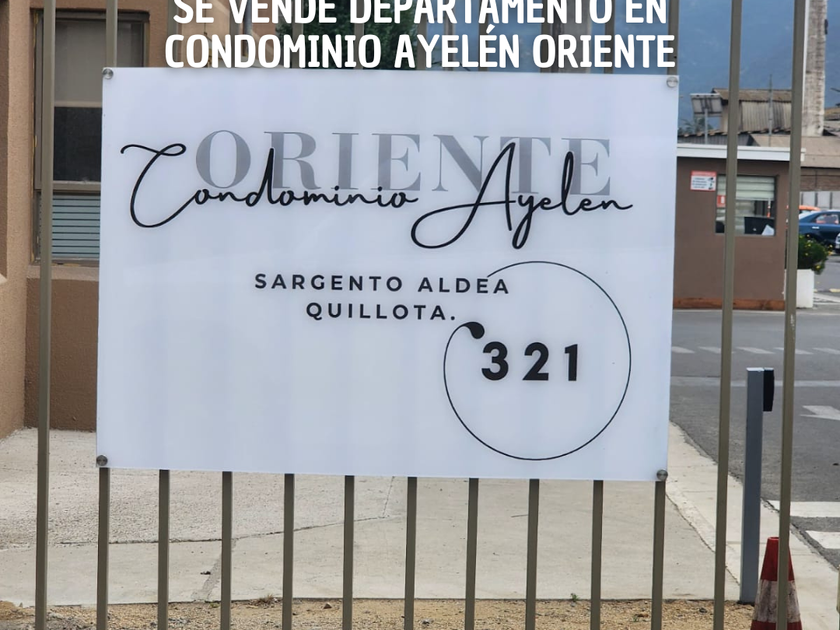 SE VENDE DEPARTAMENTO EN
CONDOMINIO AYELÉN ORIENTE
ORIENTE
Condominio Ayelen
SARGENTO ALDEA
QUILLOTA.
321